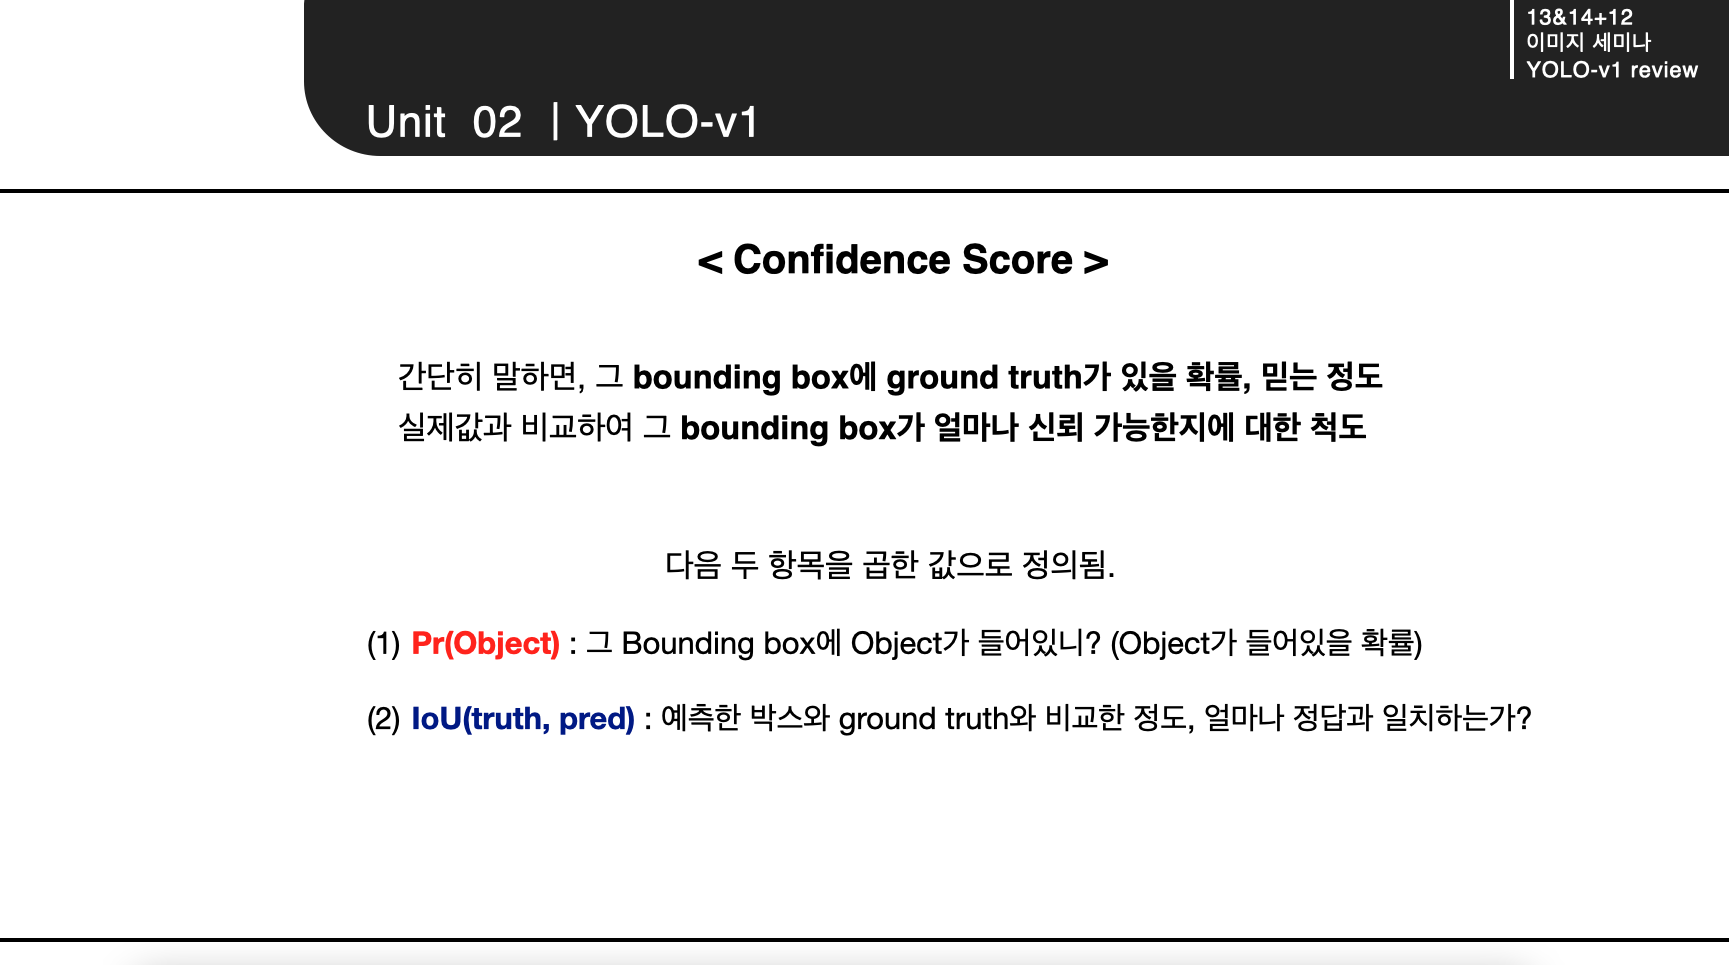 13&14+12
이미지 세미나
YOLO-v1 review
Unit 02 | YOLO-v1
< Confidence Score >
간단히 말하면, 그 bounding box에 ground truth가 있을 확률, 믿는 정도
실제값과 비교하여 그 bounding box가 얼마나 신뢰 가능한지에 대한 척도
다음 두 항목을 곱한 값으로 정의됨.
(1) Pr(Object) : 그 Bounding box에 Object가 들어있니? (Object가 들어있을 확률)
(2) IoU(truth, pred) : 예측한 박스와 ground truth와 비교한 정도, 얼마나 정답과 일치하는가?